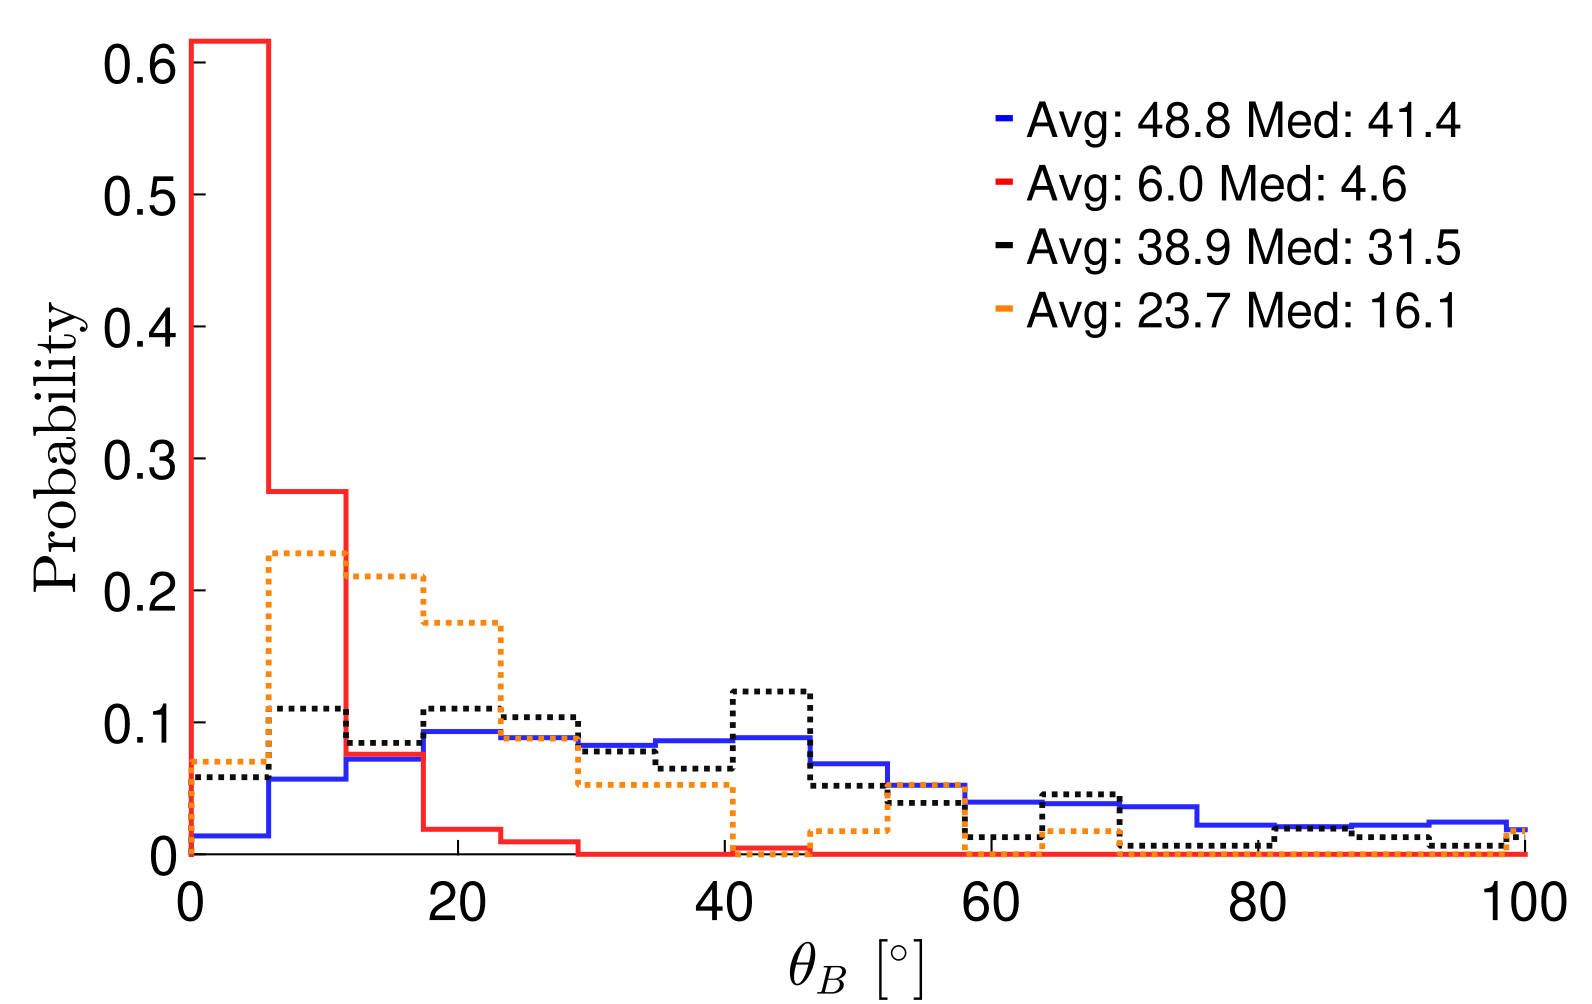 0.6
0.5
0.4
0.3
0.2
0.1
0
Probability
Avg: 48.8 Med: 41.4
Avg: 6.0 Med: 4.6
Avg: 38.9 Med: 31.5
Avg: 23.7 Med: 16.1
0 20 40 60 80 100
θ_B [°]